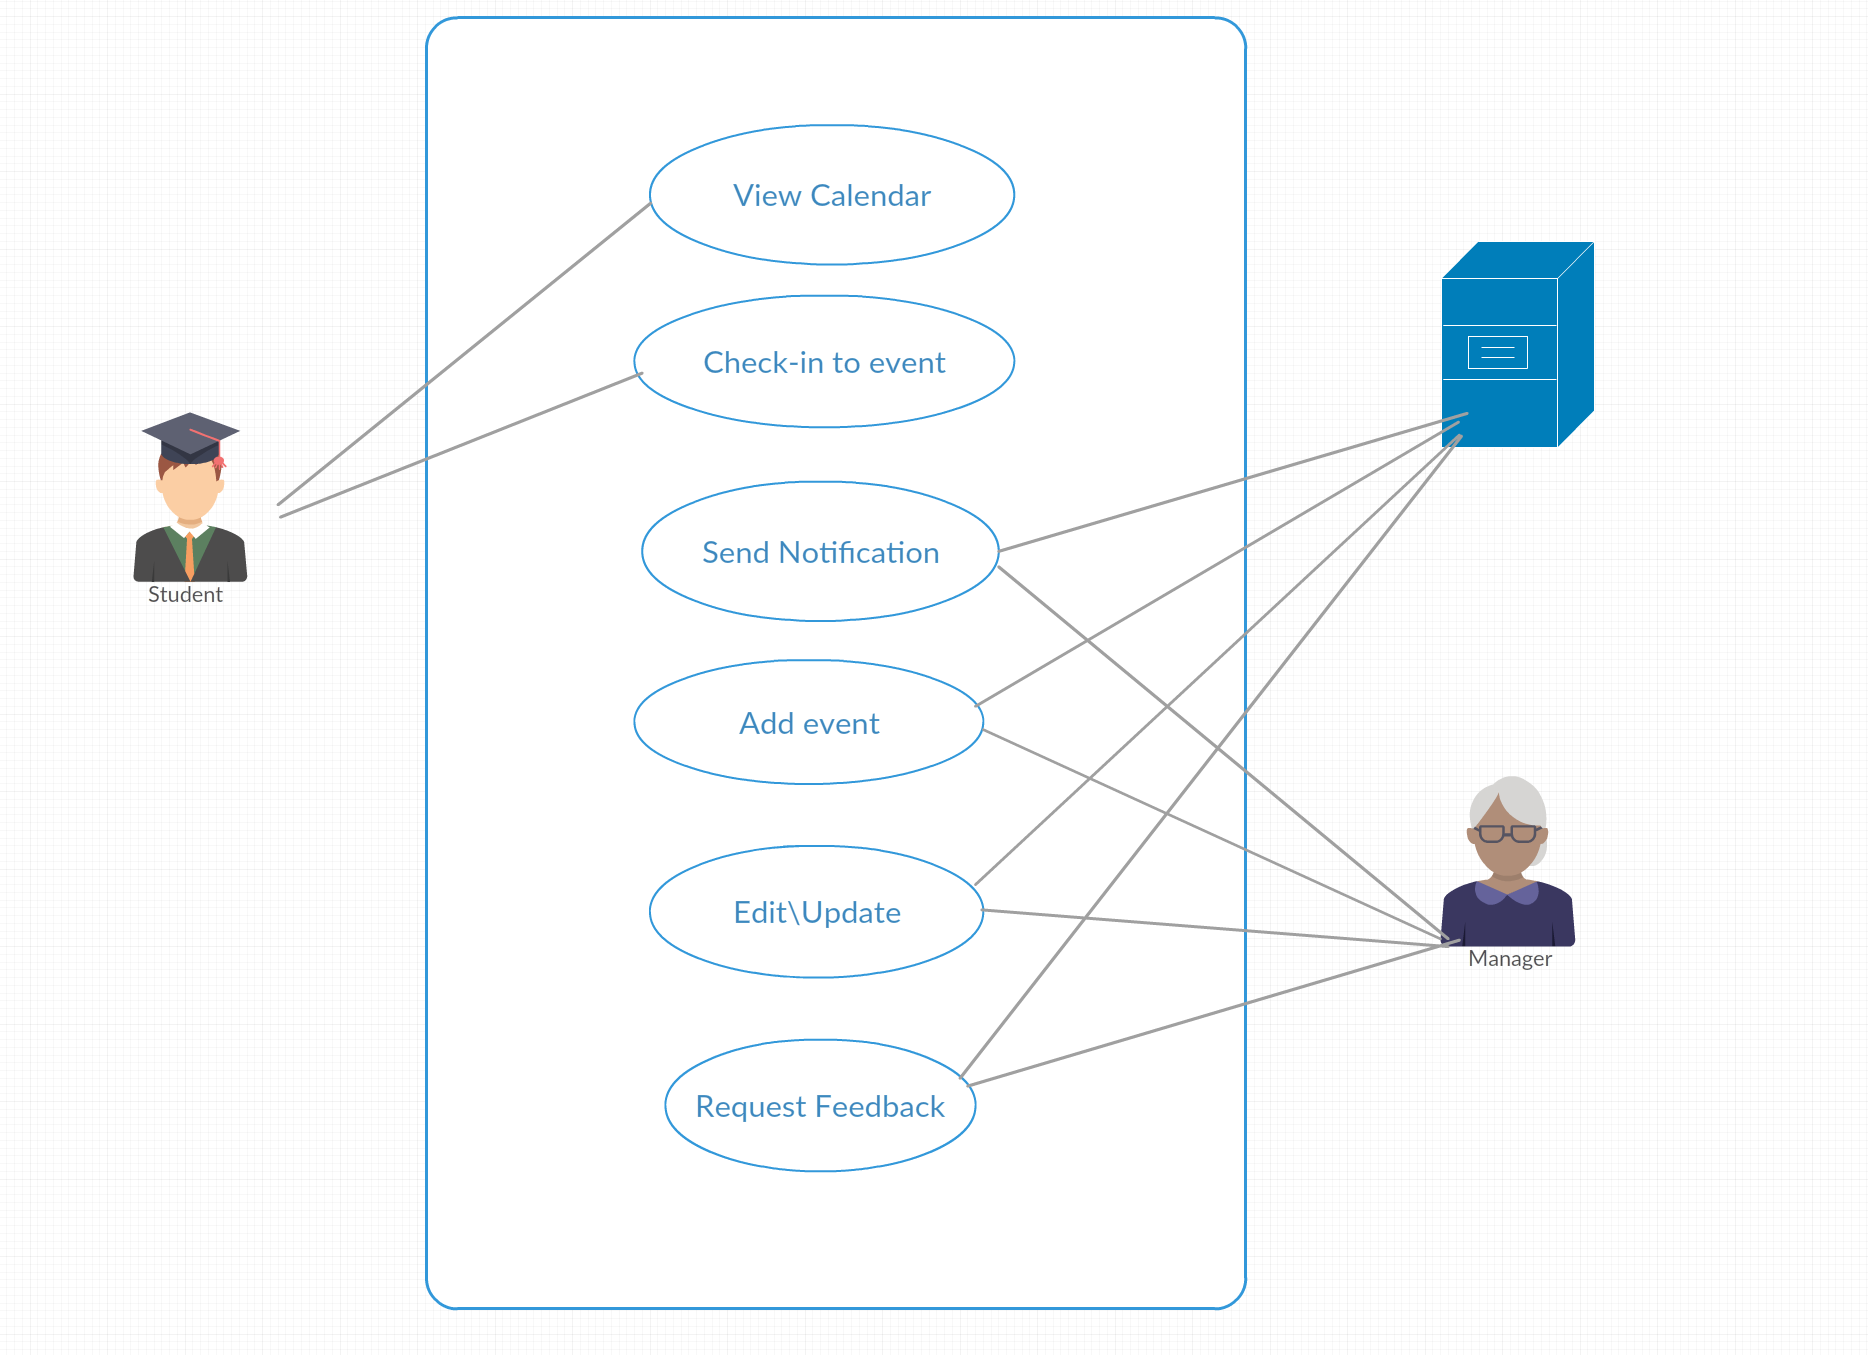 View Calendar
Check-in to event
Student
Send Notification
Add event
Edit\Update
Manager
Request Feedback